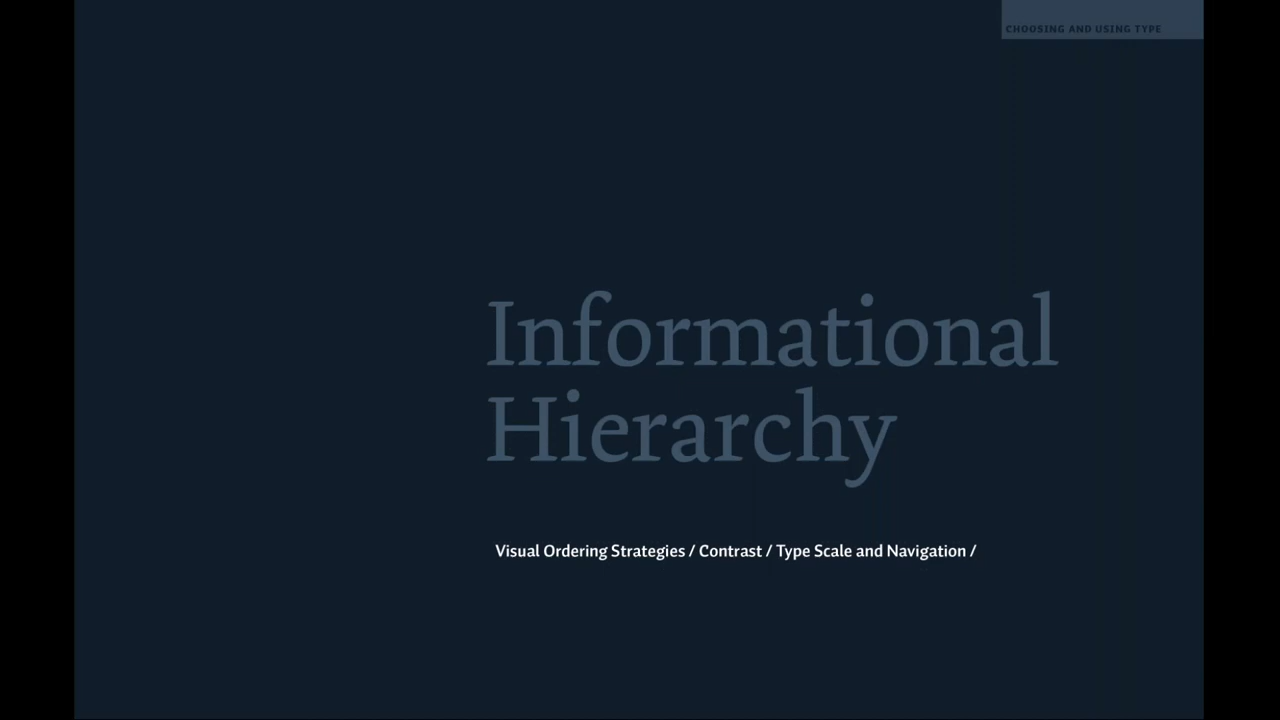 CHOOSING AND USING TYPE
Informational
Hierarchy
Visual Ordering Strategies / Contrast / Type Scale and Navigation /